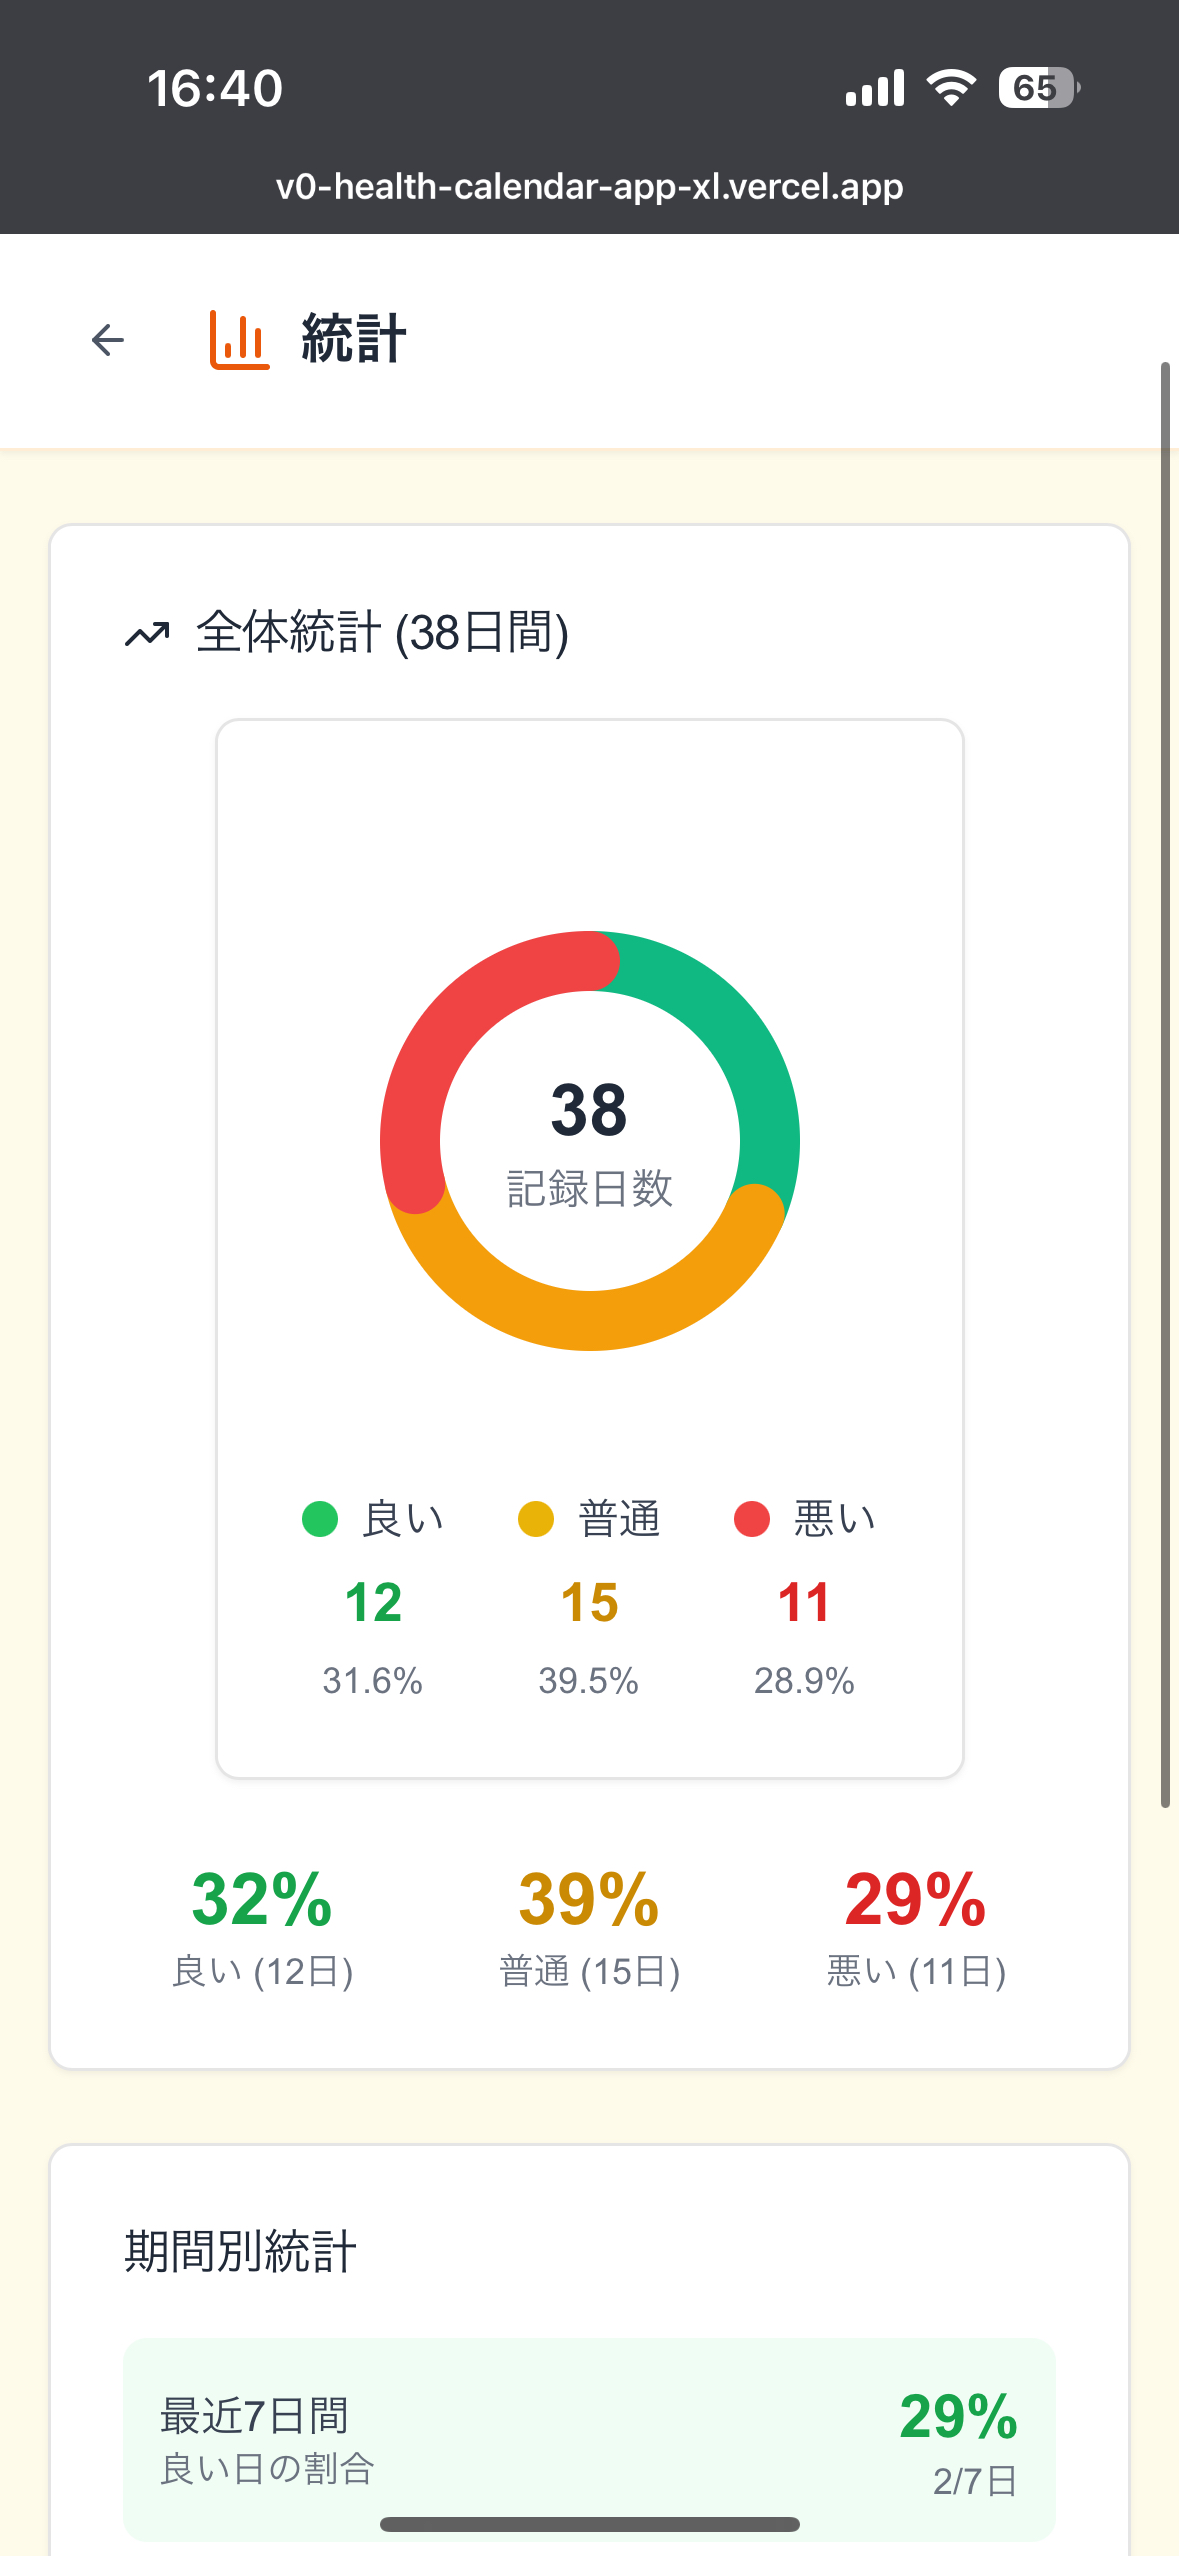 16:40
65
v0-health-calendar-app-xl.vercel.app
統計
全体統計 (38日間)
38
記録日数
良い 普通 悪い
12 15 11
31.6% 39.5% 28.9%
32% 39% 29%
良い (12日) 普通 (15日) 悪い (11日)
期間別統計
最近7日間
良い日の割合
29%
2/7日